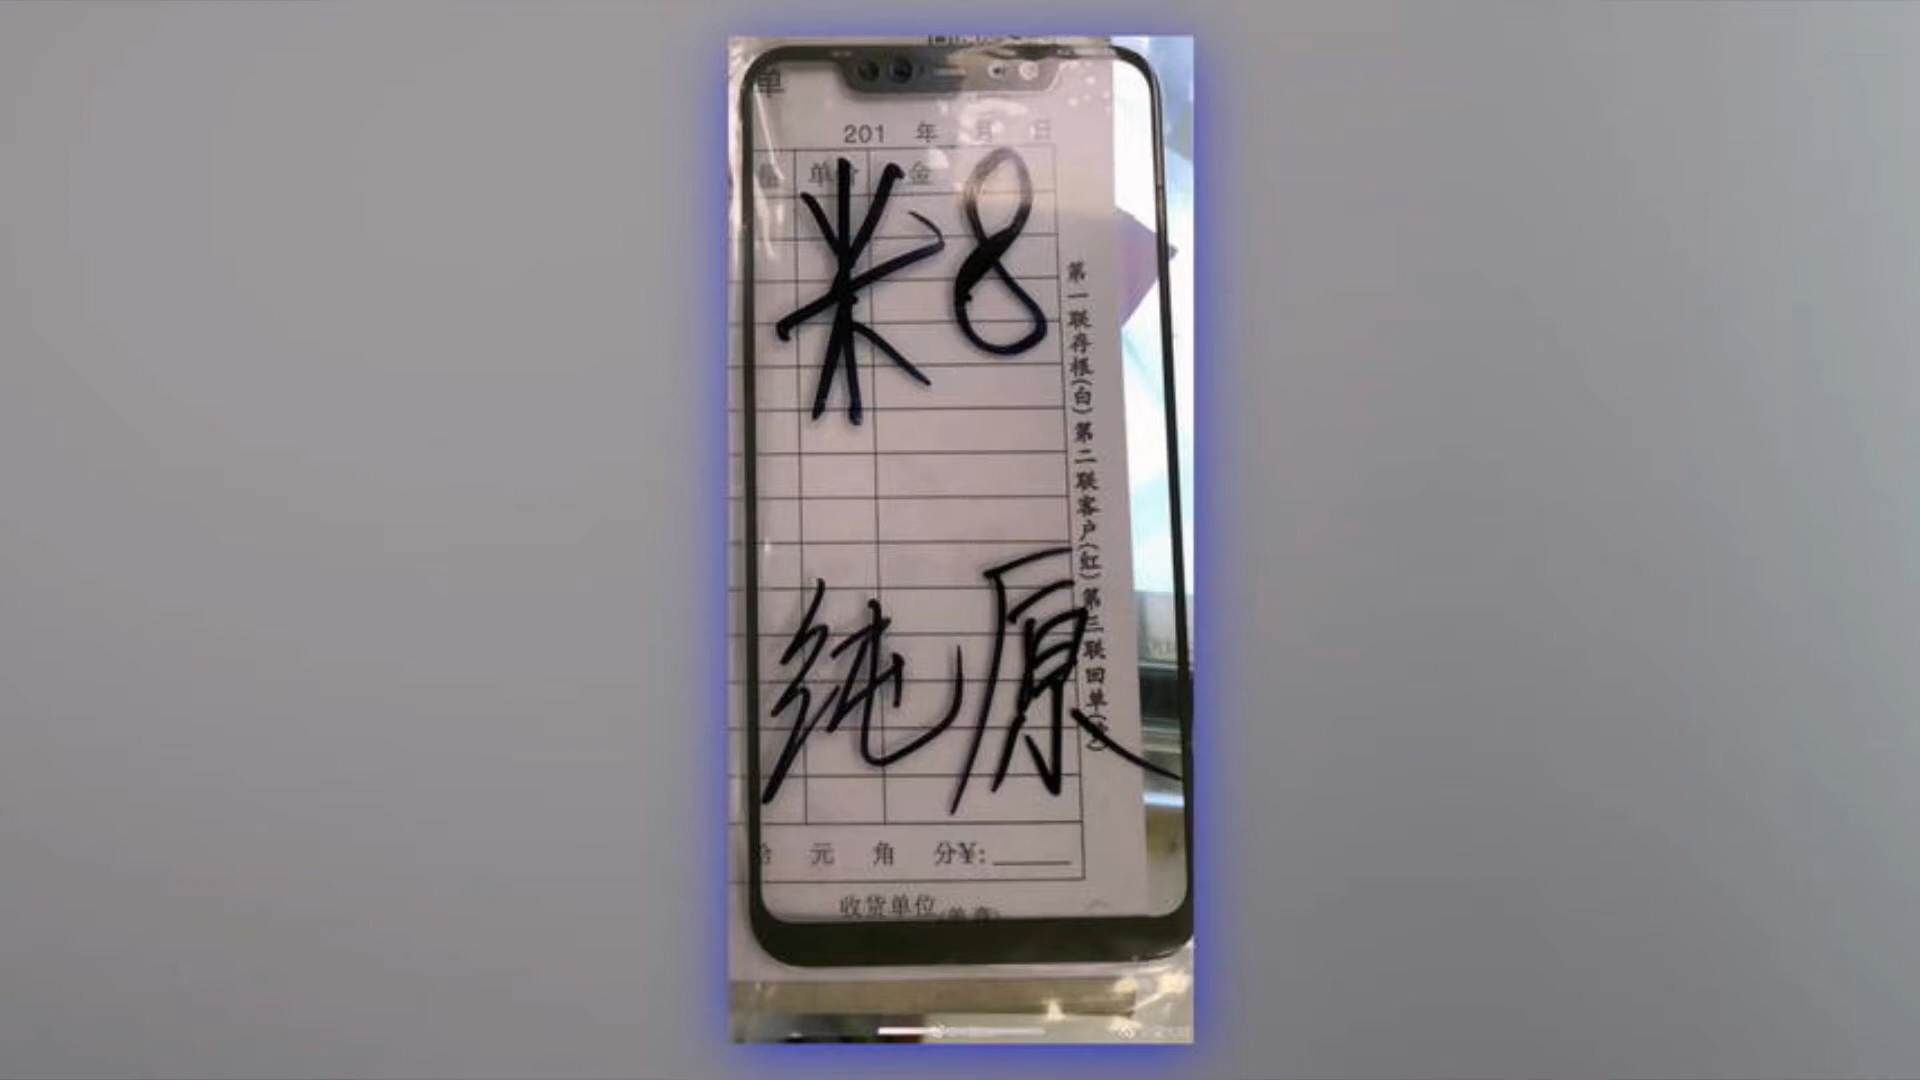 单
201 年 月 日
单价 金
米8
纯原
第一联存根(白)第二联客户(红)第三联回单
元 角 分¥:
收货单位